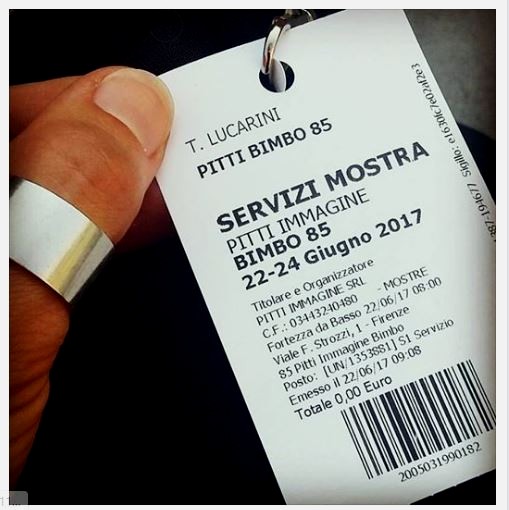 T. LUCARINI
PITTI BIMBO 85
SERVIZI MOSTRA
PITTI IMMAGINE
BIMBO 85
22-24 Giugno 2017
Titolare e Organizzatore
PITTI IMMAGINE SRL - MOSTRE
C.F.: 03443240480
Fortezza da Basso 22/06/17 08:00
Viale F. Strozzi, 1 - Firenze
85 Pitti Immagine Bimbo
Posto: [UN/1353881] S1 Servizio
Emesso il 22/06/17 09:08
Totale 0,00 Euro
2005031990182
Sigillo: